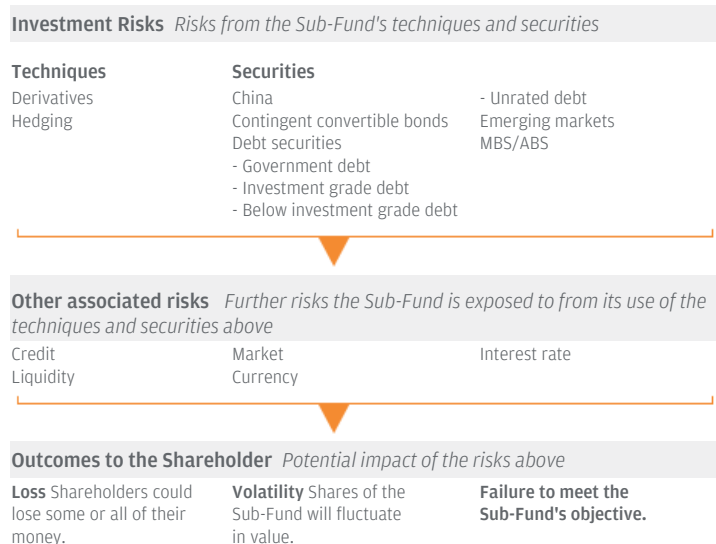 Investment Risks Risks from the Sub-Fund's techniques and securities
Techniques
Derivatives
Hedging
Securities
China
Contingent convertible bonds
Debt securities
- Government debt
- Investment grade debt
- Below investment grade debt
- Unrated debt
Emerging markets
MBS/ABS
Other associated risks Further risks the Sub-Fund is exposed to from its use of the
techniques and securities above
Credit
Liquidity
Market
Currency
Interest rate
Outcomes to the Shareholder Potential impact of the risks above
Loss Shareholders could
lose some or all of their
money.
Volatility Shares of the
Sub-Fund will fluctuate
in value.
Failure to meet the
Sub-Fund's objective.